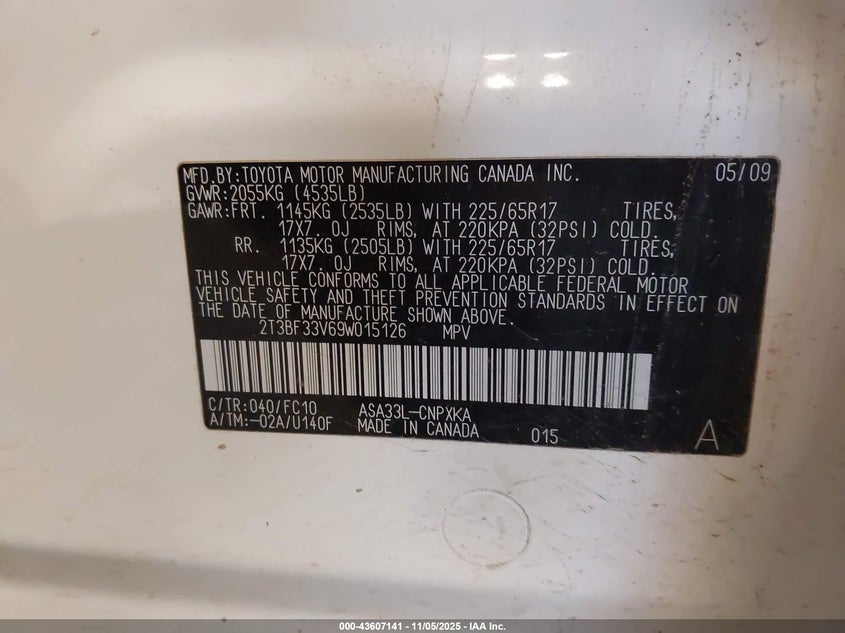 MFD.BY:TOYOTA MOTOR MANUFACTURING CANADA INC. 05/09
GVWR:2055KG (4535LB)
GAWR:FRT. 1145KG (2535LB) WITH 225/65R17 TIRES,
17X7. 0J RIMS, AT 220KPA (32PSI) COLD.
RR. 1135KG (2505LB) WITH 225/65R17 TIRES,
17X7. 0J RIMS, AT 220KPA (32PSI) COLD.
THIS VEHICLE CONFORMS TO ALL APPLICABLE FEDERAL MOTOR
VEHICLE SAFETY AND THEFT PREVENTION STANDARDS IN EFFECT ON
THE DATE OF MANUFACTURE SHOWN ABOVE.
2T3BF33V69W015126 MPV
C/TR:040/FC10 ASA33L-CNPXKA
A/TM:-02A/U140F MADE IN CANADA 015 A
000-43607141 - 11/05/2025 - IAA Inc.